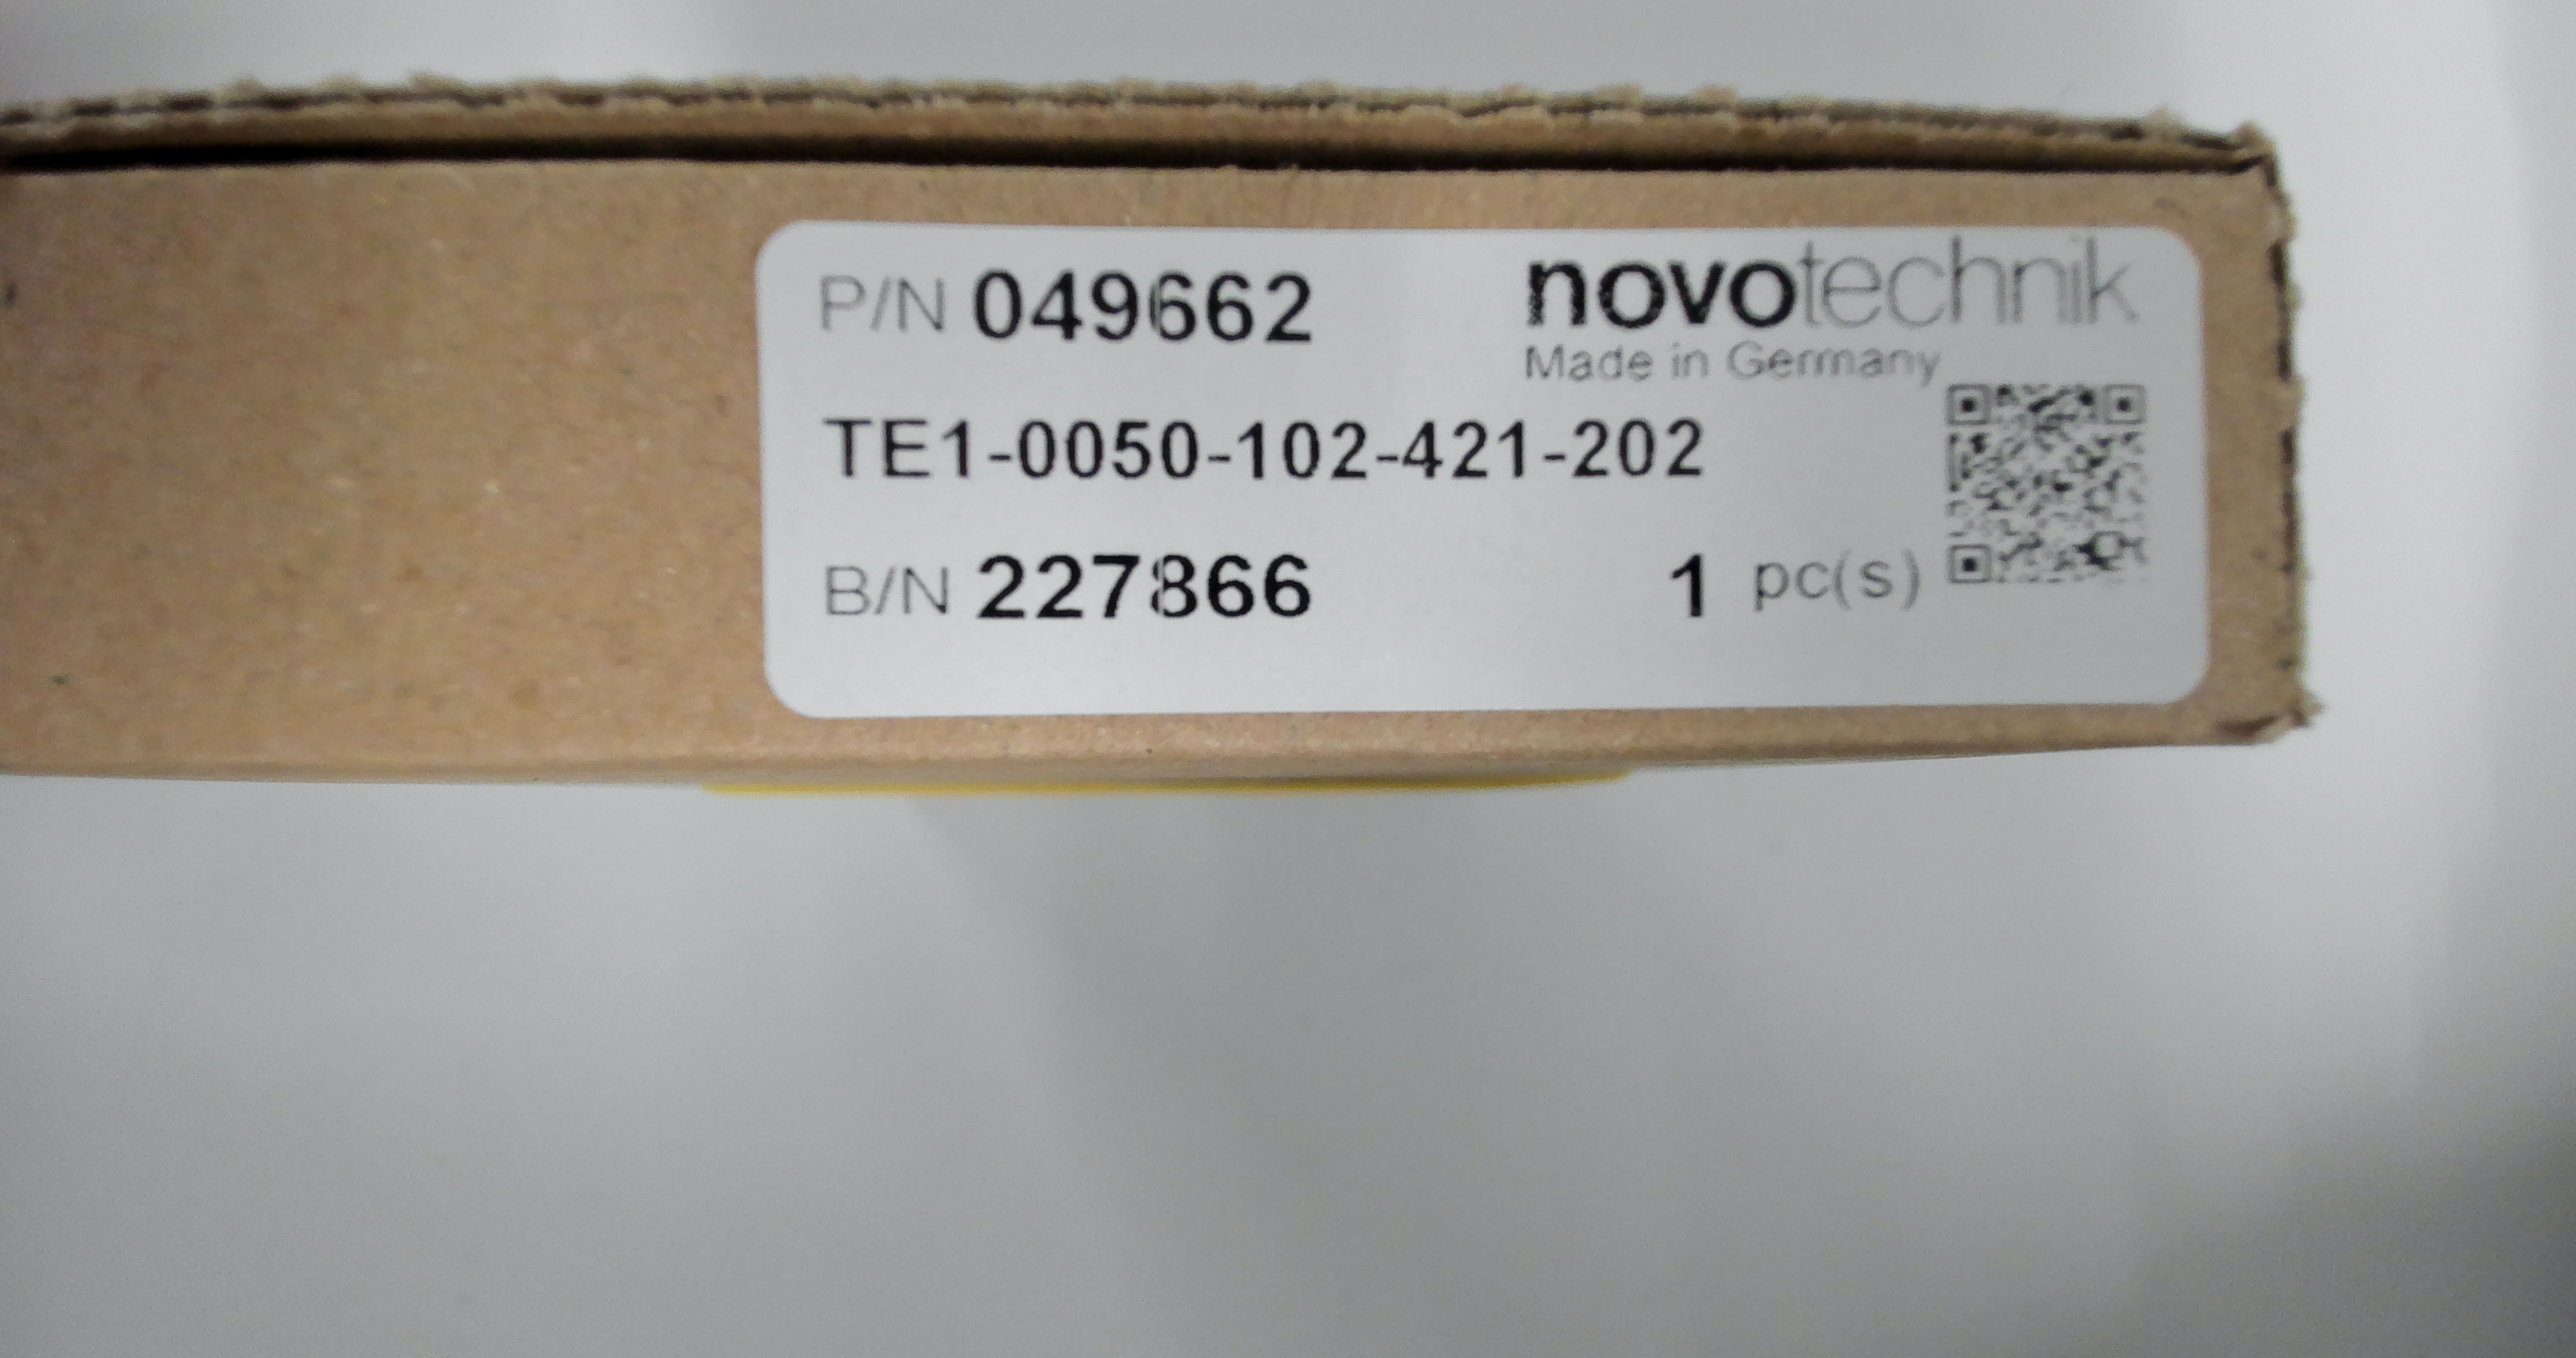 P/N 049662 novotechnik
Made in Germany
TE1-0050-102-421-202
B/N 227866 1 pc(s)